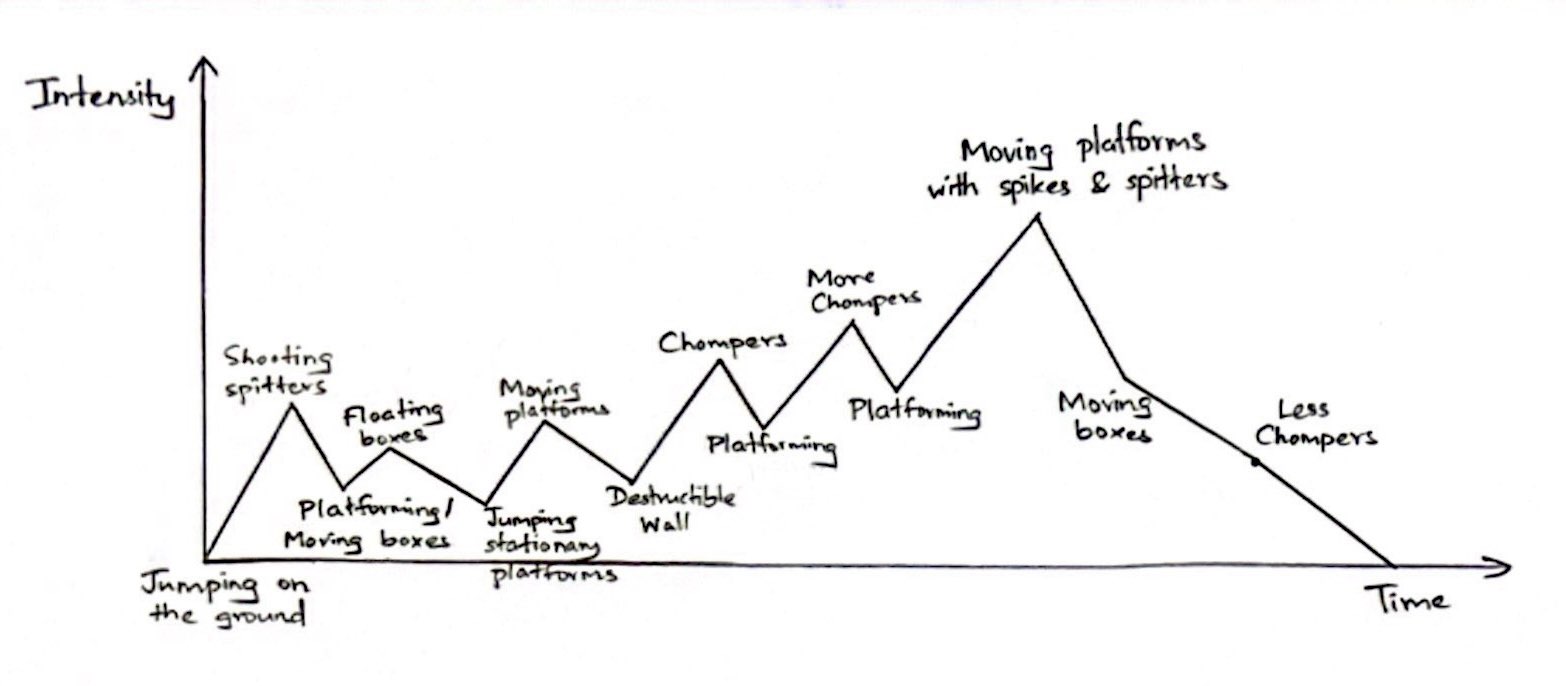 Intensity
Moving platforms
with spikes & spitters
More
Chompers
Chompers
Shooting
spitters
Floating
boxes
Moving
platforms
Platforming
Platforming
Moving
boxes
Less
Chompers
Destructible
Wall
Platforming/
Moving boxes
Jumping
stationary
platforms
Jumping on
the ground
Time